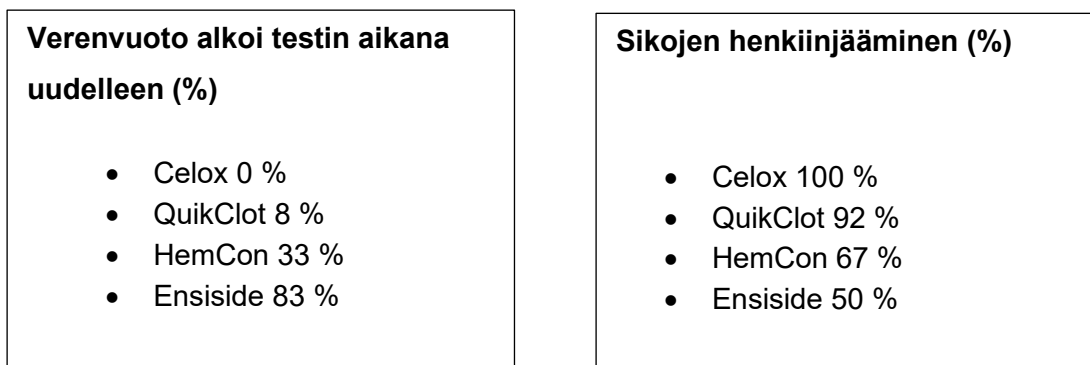 Verenvuoto alkoi testin aikana
uudelleen (%)
• Celox 0 %
• QuikClot 8 %
• HemCon 33 %
• Ensiside 83 %
Sikojen henkiinjääminen (%)
• Celox 100 %
• QuikClot 92 %
• HemCon 67 %
• Ensiside 50 %